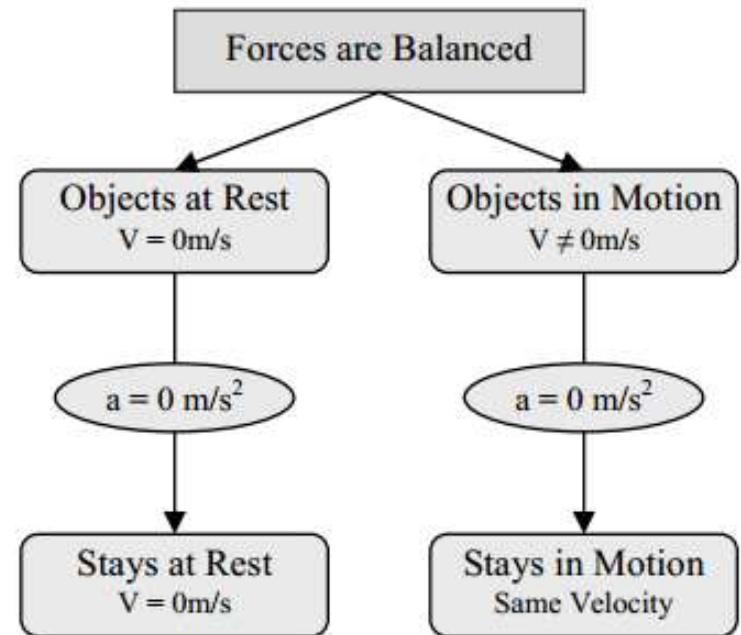 Forces are Balanced
Objects at Rest
V = 0m/s
Objects in Motion
V ≠ 0m/s
a = 0 m/s²
a = 0 m/s²
Stays at Rest
V = 0m/s
Stays in Motion
Same Velocity